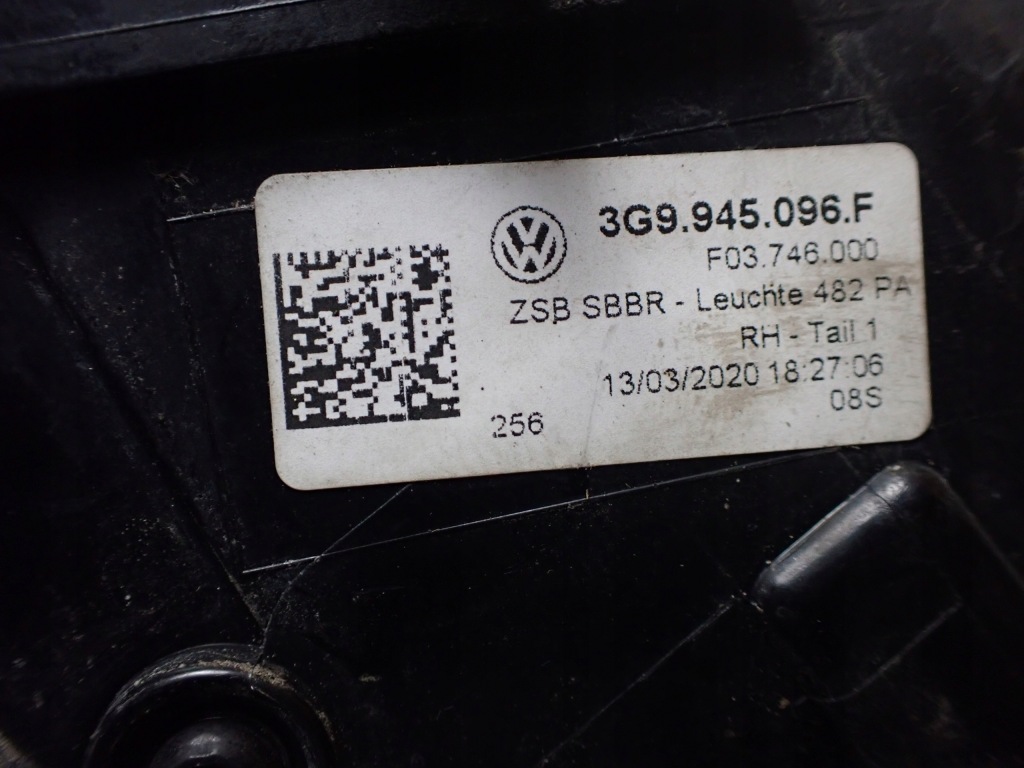 3G9.945.096.F
F03.746.000
ZSB SBBR - Leuchte 482 PA
RH - Tail 1
13/03/2020 18:27:06
08S
256